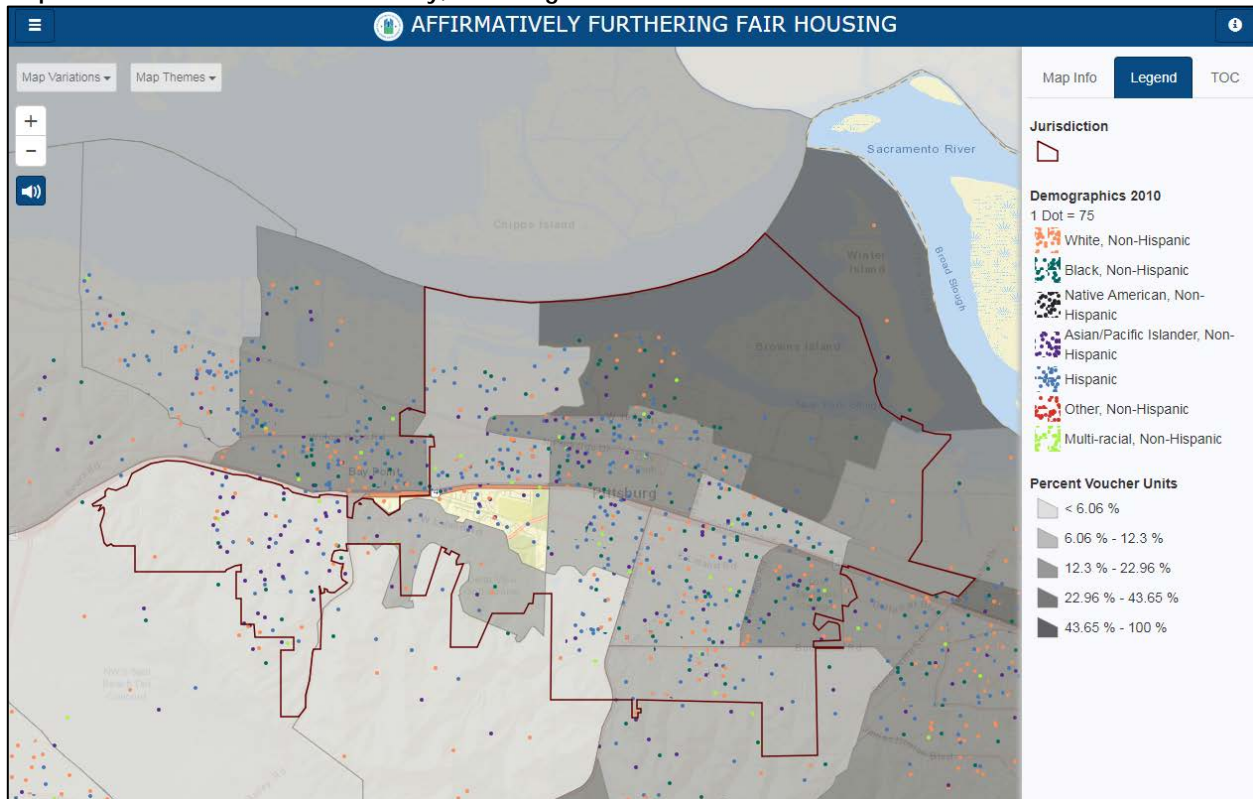 AFFIRMATIVELY FURTHERING FAIR HOUSING
Map Variations
Map Themes
+
−
Map Info
Legend
TOC
Jurisdiction
Demographics 2010
1 Dot = 75
White, Non-Hispanic
Black, Non-Hispanic
Native American, Non-
Hispanic
Asian/Pacific Islander, Non-
Hispanic
Hispanic
Other, Non-Hispanic
Multi-racial, Non-Hispanic
Percent Voucher Units
< 6.06 %
6.06 % - 12.3 %
12.3 % - 22.96 %
22.96 % - 43.65 %
43.65 % - 100 %
Sacramento River
Chipps Island
Winter
Island
Broad Slough
Browns Island
Bay Point
Pittsburg